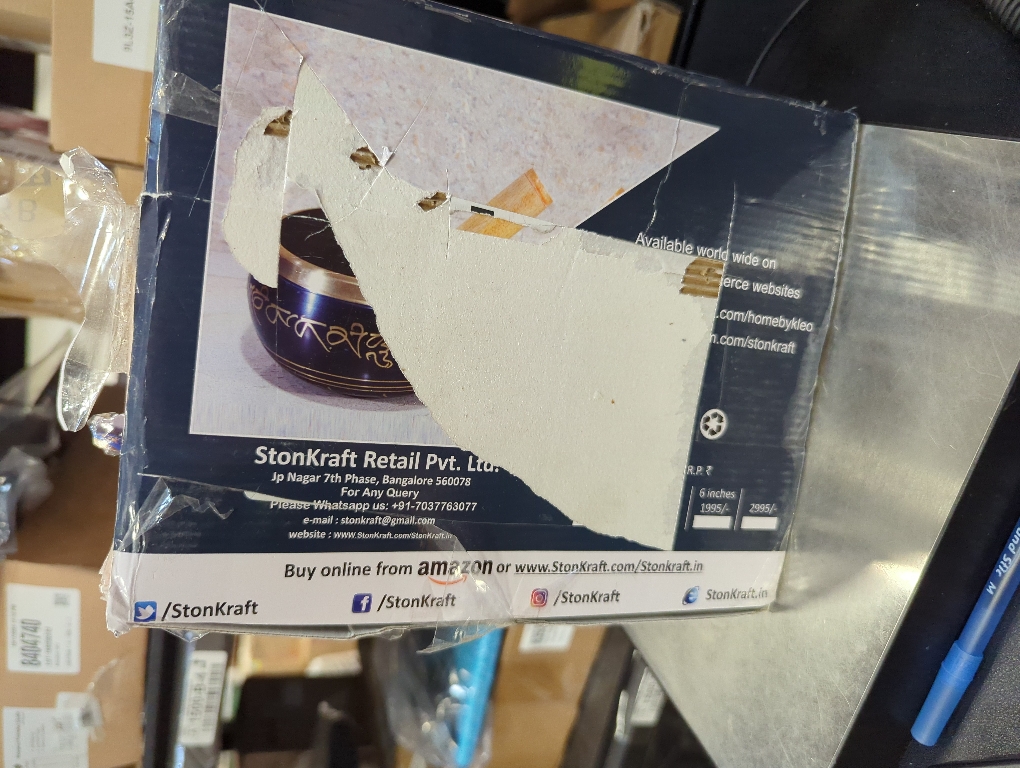 Available world wide on
erce websites
.com/homebykleo
n.com/stonkraft
StonKraft Retail Pvt. Ltd.
Jp Nagar 7th Phase, Bangalore 560078
For Any Query
Please Whatsapp us: +91-7037763077
e-mail : stonkraft@gmail.com
website : www.StonKraft.com/StonKraft.in
R.P. ₹
6 inches
1995/- 2995/-
Buy online from amazon or www.StonKraft.com/Stonkraft.in
/StonKraft /StonKraft /StonKraft StonKraft.in
B404740